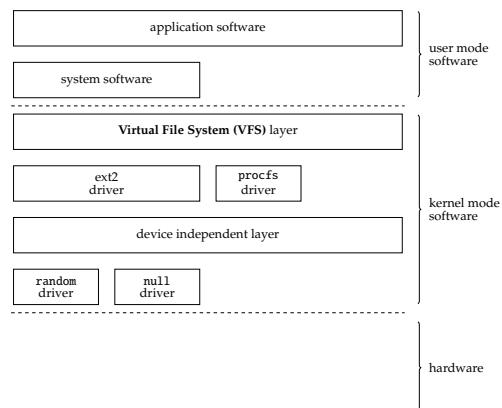 application software
user mode
software
system software
Virtual File System (VFS) layer
ext2
driver
procfs
driver
kernel mode
software
device independent layer
random
driver
null
driver
hardware